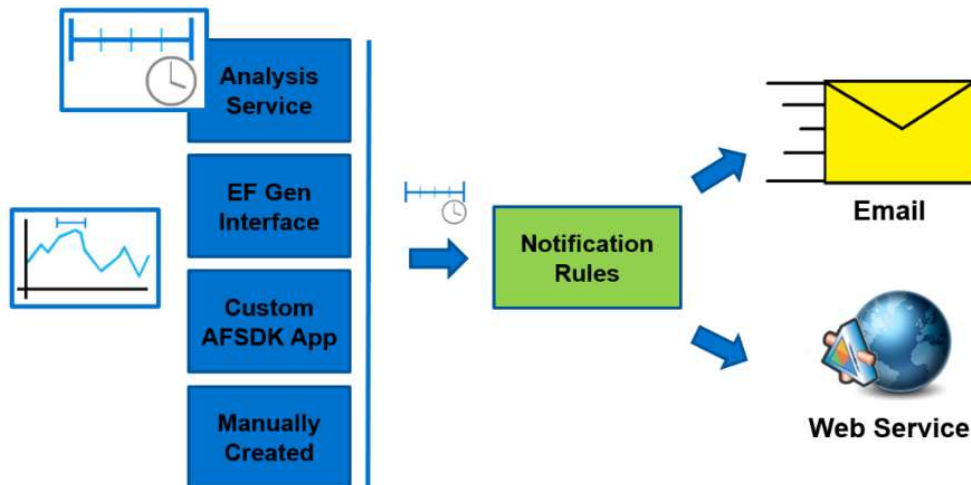 Analysis
Service
EF Gen
Interface
Custom
AFSDK App
Manually
Created
Notification
Rules
Email
Web Service